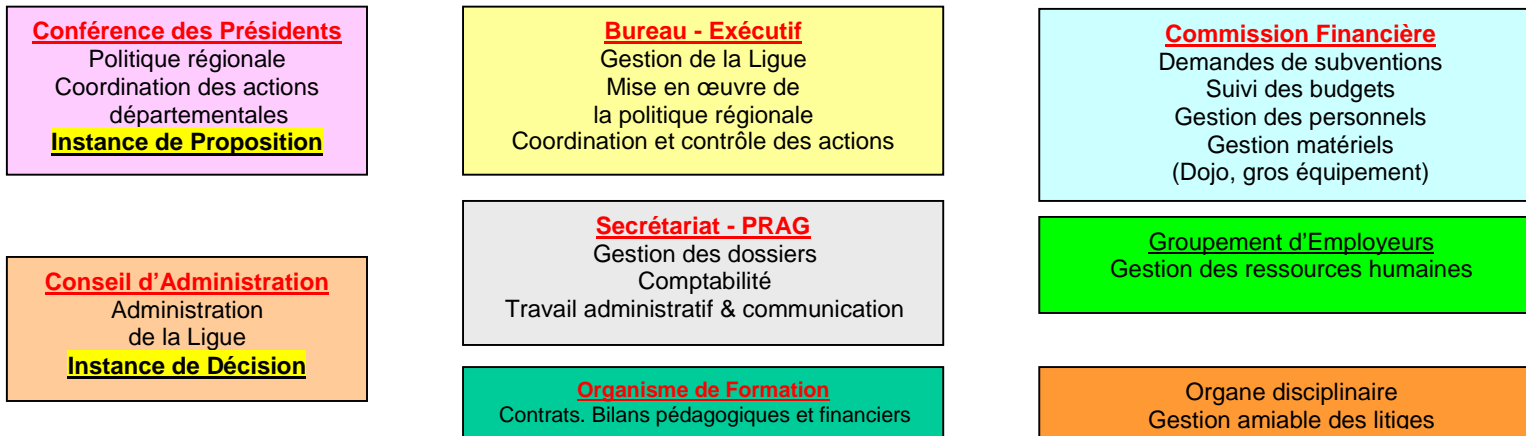 Conférence des Présidents
Politique régionale
Coordination des actions
départementales
Instance de Proposition
Conseil d'Administration
Administration
de la Ligue
Instance de Décision
Bureau - Exécutif
Gestion de la Ligue
Mise en œuvre de
la politique régionale
Coordination et contrôle des actions
Secrétariat - PRAG
Gestion des dossiers
Comptabilité
Travail administratif & communication
Organisme de Formation
Contrats. Bilans pédagogiques et financiers
Commission Financière
Demandes de subventions
Suivi des budgets
Gestion des personnels
Gestion matériels
(Dojo, gros équipement)
Groupement d'Employeurs
Gestion des ressources humaines
Organe disciplinaire
Gestion amiable des litiges